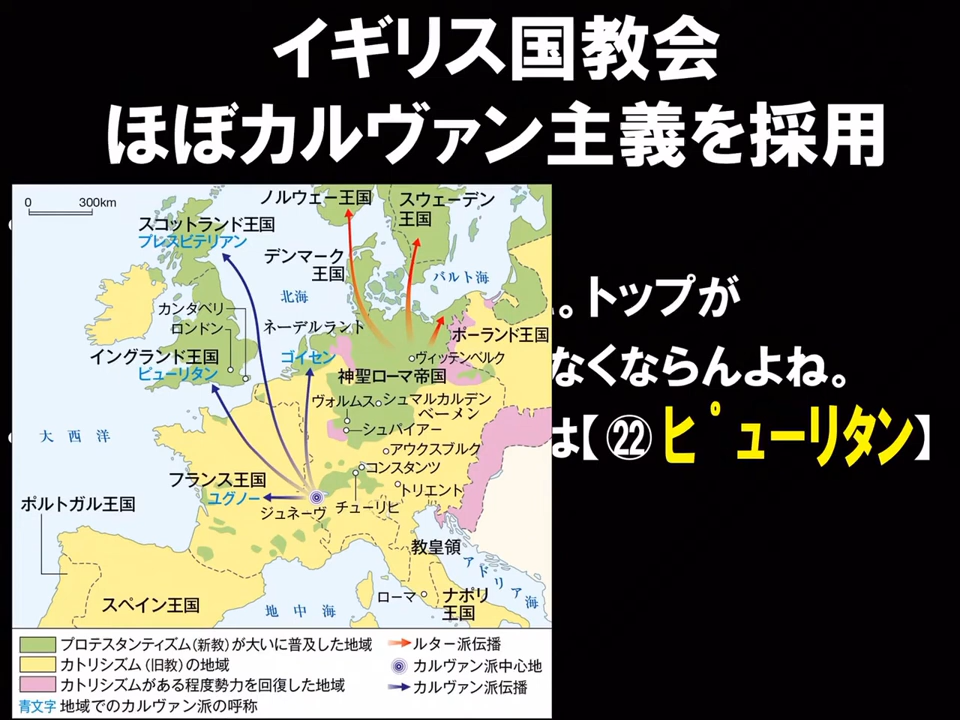 イギリス国教会
ほぼカルヴァン主義を採用
。トップが
なくならんよね。
は【㉒ピューリタン】
0 300km
ノルウェー王国
スウェーデン
王国
スコットランド王国
プレスビテリアン
デンマーク
王国
バルト海
北海
カンタベリ
ロンドン
ネーデルラント
ポーランド王国
イングランド王国
ピューリタン
ゴイセン
ヴィッテンベルク
神聖ローマ帝国
ヴォルムス
シュマルカルデン
ベーメン
シュパイアー
大西洋
アウクスブルク
コンスタンツ
フランス王国
ユグノー
トリエント
ポルトガル王国
ジュネーヴ
チューリヒ
教皇領
アドリア海
スペイン王国
地中海
ローマ
ナポリ
王国
プロテスタンティズム(新教)が大いに普及した地域
カトリシズム(旧教)の地域
カトリシズムがある程度勢力を回復した地域
青文字 地域でのカルヴァン派の呼称
ルター派伝播
カルヴァン派中心地
カルヴァン派伝播